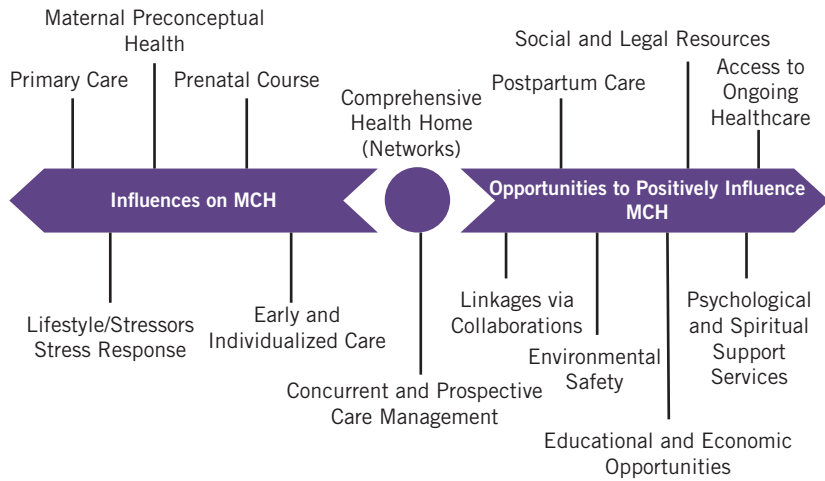 Maternal Preconceptual
Health
Primary Care
Prenatal Course
Comprehensive
Health Home
(Networks)
Social and Legal Resources
Postpartum Care
Access to
Ongoing
Healthcare
Influences on MCH
Opportunities to Positively Influence
MCH
Lifestyle/Stressors
Stress Response
Early and
Individualized Care
Concurrent and Prospective
Care Management
Linkages via
Collaborations
Environmental
Safety
Educational and Economic
Opportunities
Psychological
and Spiritual
Support
Services